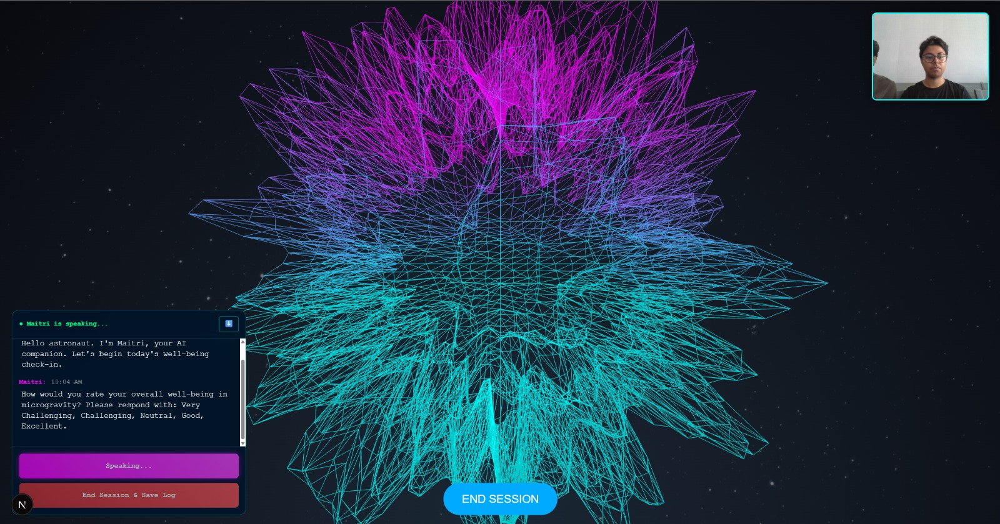 ● Maitri is speaking...
Hello astronaut. I'm Maitri, your AI
companion. Let's begin today's well-being
check-in.
Maitri: 10:04 AM
How would you rate your overall well-being in
microgravity? Please respond with: Very
Challenging, Challenging, Neutral, Good,
Excellent.
Speaking...
End Session & Save Log
N
END SESSION